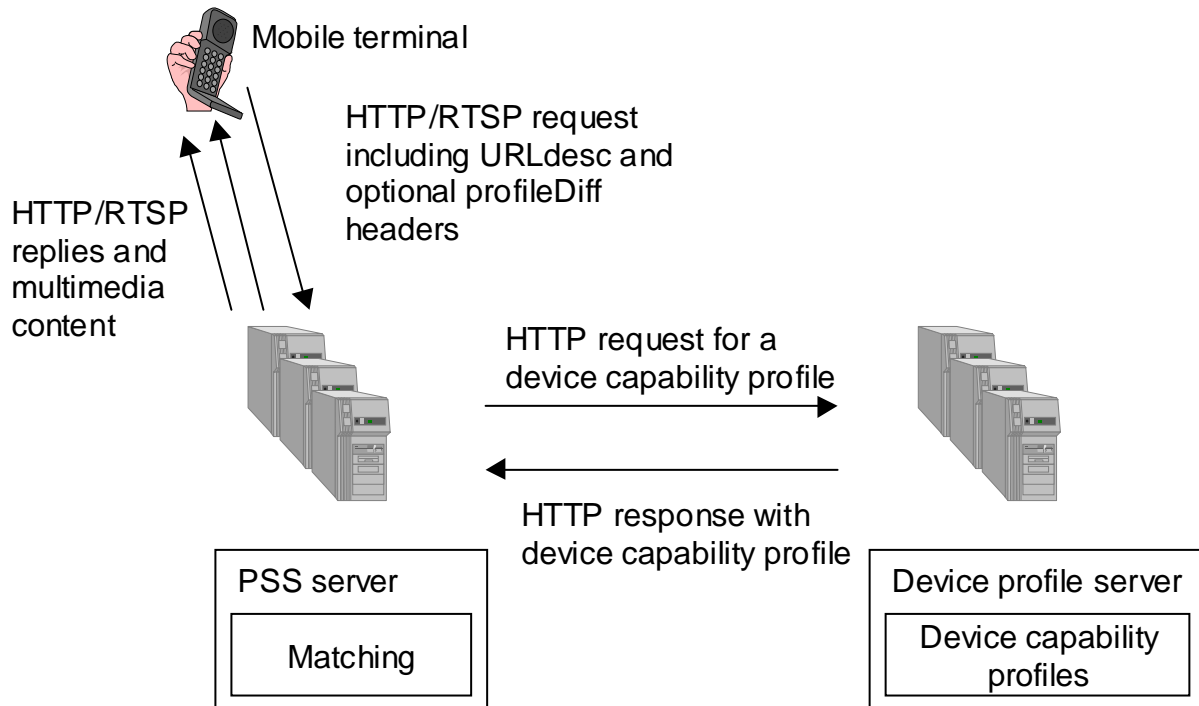 Mobile terminal
HTTP/RTSP request
including URLdesc and
optional profileDiff
headers
HTTP/RTSP
replies and
multimedia
content
HTTP request for a
device capability profile
HTTP response with
device capability profile
PSS server
Matching
Device profile server
Device capability
profiles